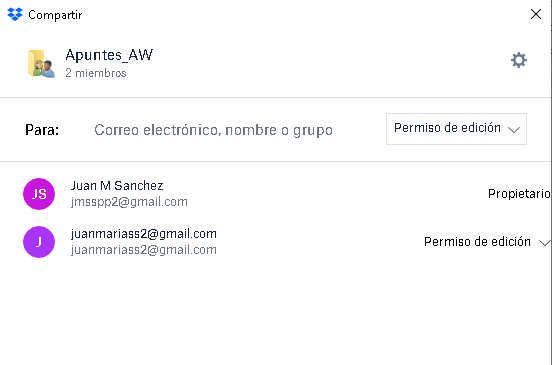 Compartir
Apuntes_AW
2 miembros
Para: Correo electrónico, nombre o grupo Permiso de edición
JS
Juan M Sanchez
jmsspp2@gmail.com
Propietario
J
juanmariass2@gmail.com
juanmariass2@gmail.com
Permiso de edición